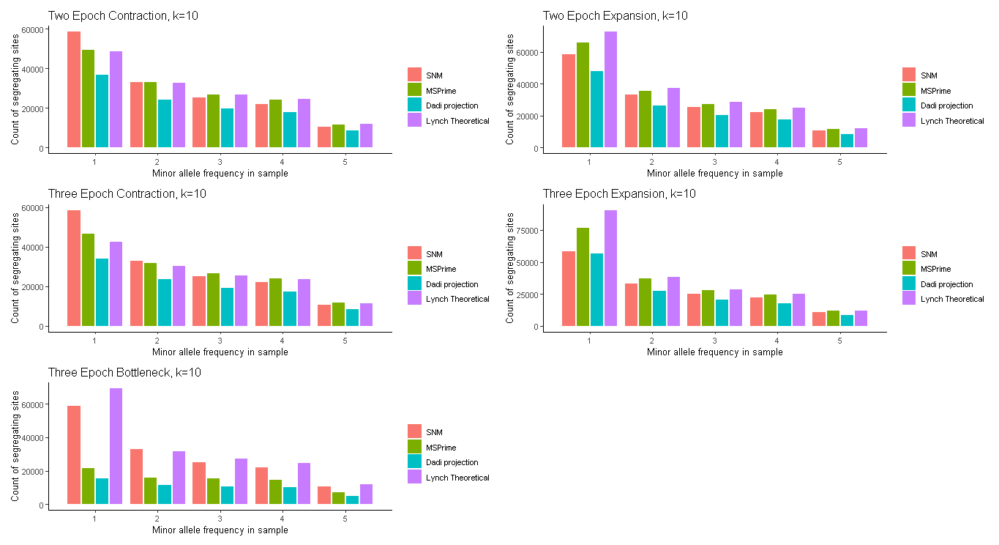 Two Epoch Contraction, k=10
Count of segregating sites
60000
40000
20000
0
1 2 3 4 5
Minor allele frequency in sample
SNM
MSPrime
Dadi projection
Lynch Theoretical
Two Epoch Expansion, k=10
Count of segregating sites
60000
40000
20000
0
1 2 3 4 5
Minor allele frequency in sample
SNM
MSPrime
Dadi projection
Lynch Theoretical
Three Epoch Contraction, k=10
Count of segregating sites
60000
40000
20000
0
1 2 3 4 5
Minor allele frequency in sample
SNM
MSPrime
Dadi projection
Lynch Theoretical
Three Epoch Expansion, k=10
Count of segregating sites
75000
50000
25000
0
1 2 3 4 5
Minor allele frequency in sample
SNM
MSPrime
Dadi projection
Lynch Theoretical
Three Epoch Bottleneck, k=10
Count of segregating sites
60000
40000
20000
0
1 2 3 4 5
Minor allele frequency in sample
SNM
MSPrime
Dadi projection
Lynch Theoretical